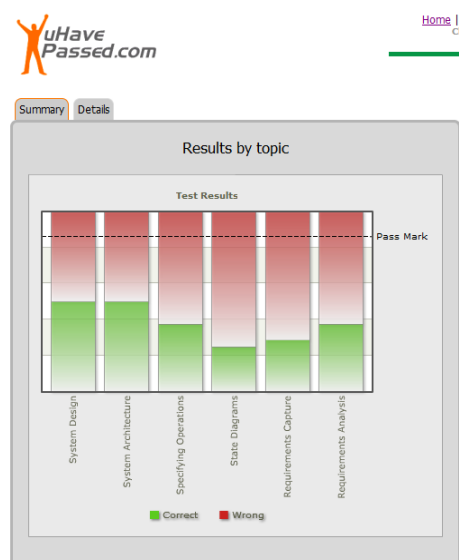 uHave
Passed.com
Home |
C
Summary
Details
Results by topic
Test Results
Pass Mark
System Design
System Architecture
Specifying Operations
State Diagrams
Requirements Capture
Requirements Analysis
Correct
Wrong